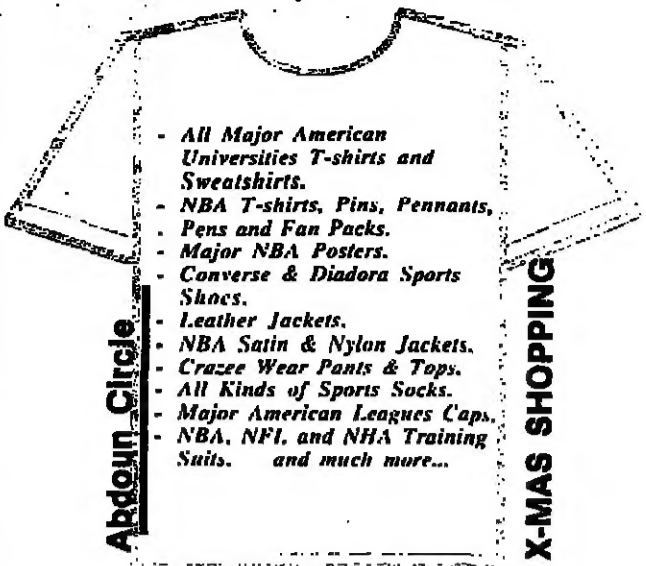 - All Major American
Universities T-shirts and
Sweatshirts.
- NBA T-shirts, Pins, Pennants,
. Pens and Fan Packs.
- Major NBA Posters.
- Converse & Diadora Sports
Shoes.
- Leather Jackets.
- NBA Satin & Nylon Jackets.
- Crazee Wear Pants & Tops.
- All Kinds of Sports Socks.
- Major American Leagues Caps.
- NBA, NFL and NHA Training
Suits. and much more...
Abdoun Circle
X-MAS SHOPPING